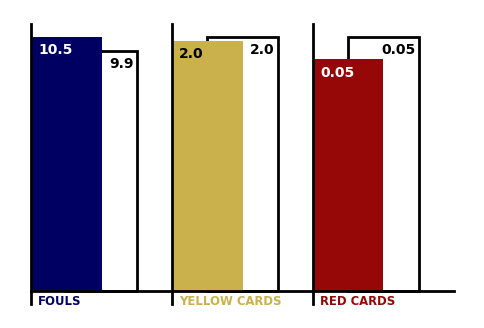 10.5
9.9
2.0
2.0
0.05
0.05
FOULS
YELLOW CARDS
RED CARDS